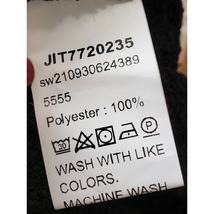 JIT7720235
sw210930624389
5555
Polyester : 100%
WASH WITH LIKE
COLORS.
MACHINE WASH